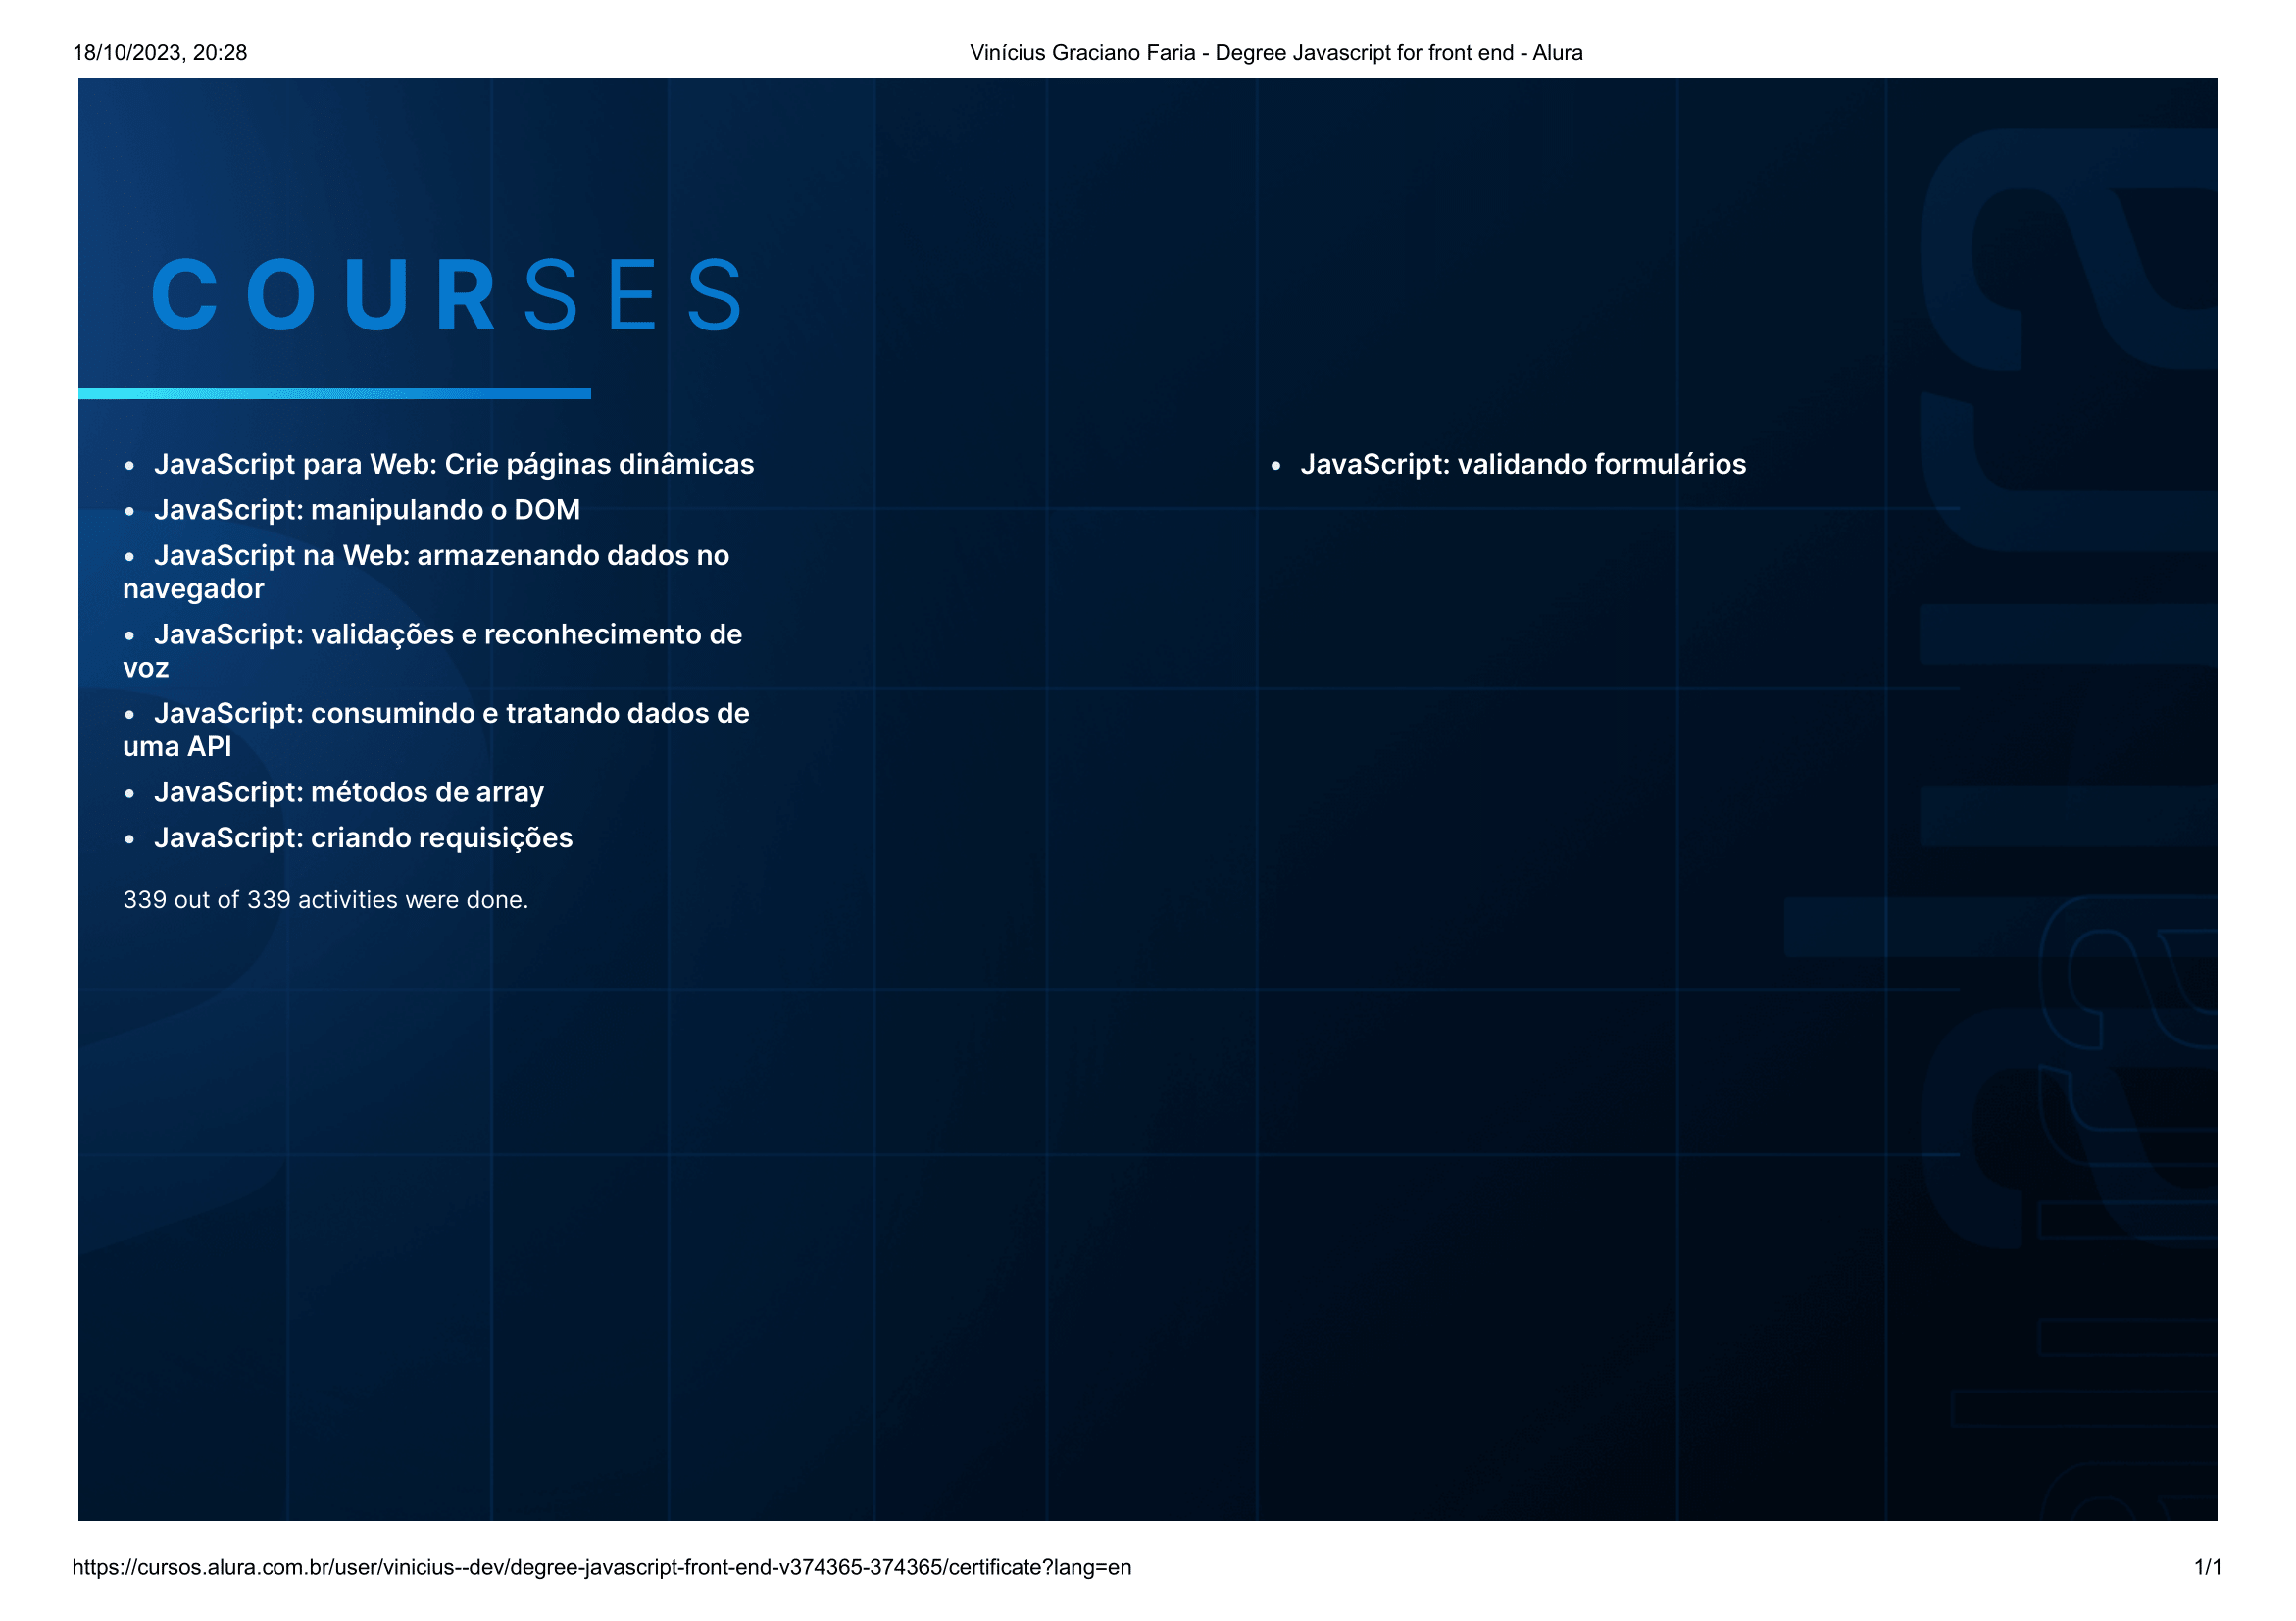 18/10/2023, 20:28
Vinícius Graciano Faria - Degree Javascript for front end - Alura
COURSES
• JavaScript para Web: Crie páginas dinâmicas
• JavaScript: manipulando o DOM
• JavaScript na Web: armazenando dados no
navegador
• JavaScript: validações e reconhecimento de
voz
• JavaScript: consumindo e tratando dados de
uma API
• JavaScript: métodos de array
• JavaScript: criando requisições
• JavaScript: validando formulários
339 out of 339 activities were done.
alura
alura
https://cursos.alura.com.br/user/vinicius--dev/degree-javascript-front-end-v374365-374365/certificate?lang=en
1/1